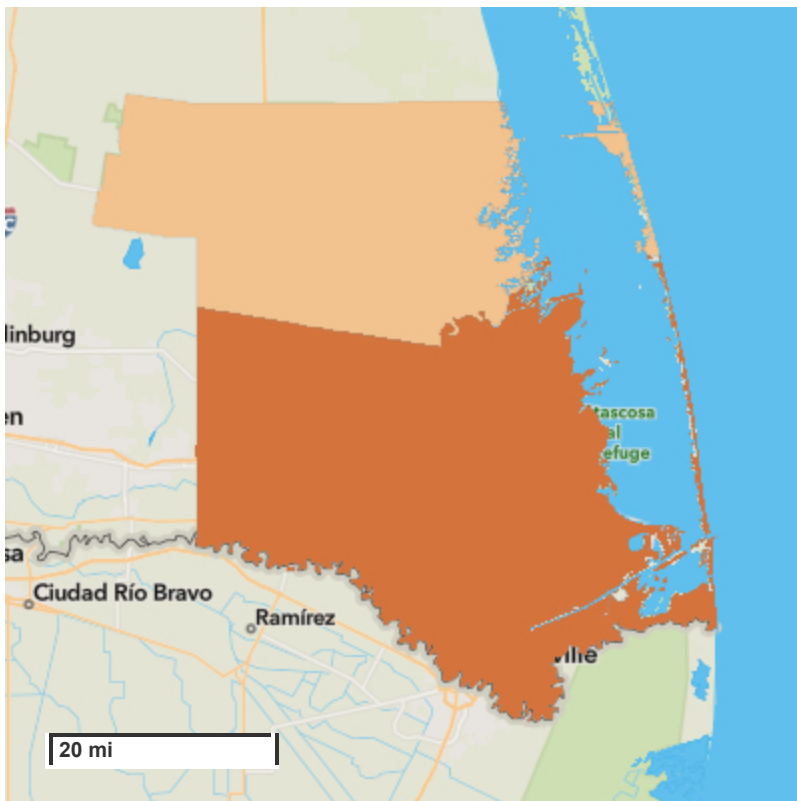 linburg
en
tascosa
al
efuge
sa
Ciudad Río Bravo
Ramírez
ville
20 mi